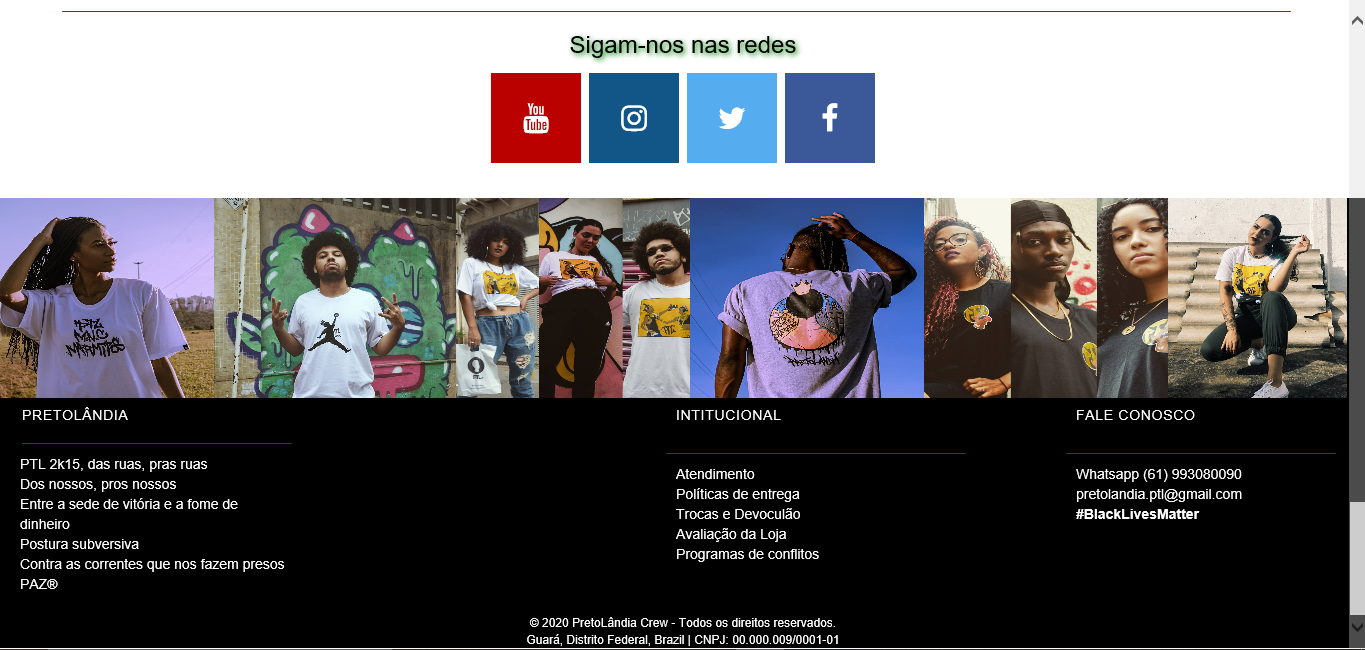 Sigam-nos nas redes
You
Tube
PRETOLÂNDIA
PTL 2k15, das ruas, pras ruas
Dos nossos, pros nossos
Entre a sede de vitória e a fome de
dinheiro
Postura subversiva
Contra as correntes que nos fazem presos
PAZ®
INTITUCIONAL
Atendimento
Políticas de entrega
Trocas e Devoculão
Avaliação da Loja
Programas de conflitos
FALE CONOSCO
Whatsapp (61) 993080090
pretolandia.ptl@gmail.com
#BlackLivesMatter
© 2020 PretoLândia Crew - Todos os direitos reservados.
Guará, Distrito Federal, Brazil | CNPJ: 00.000.009/0001-01